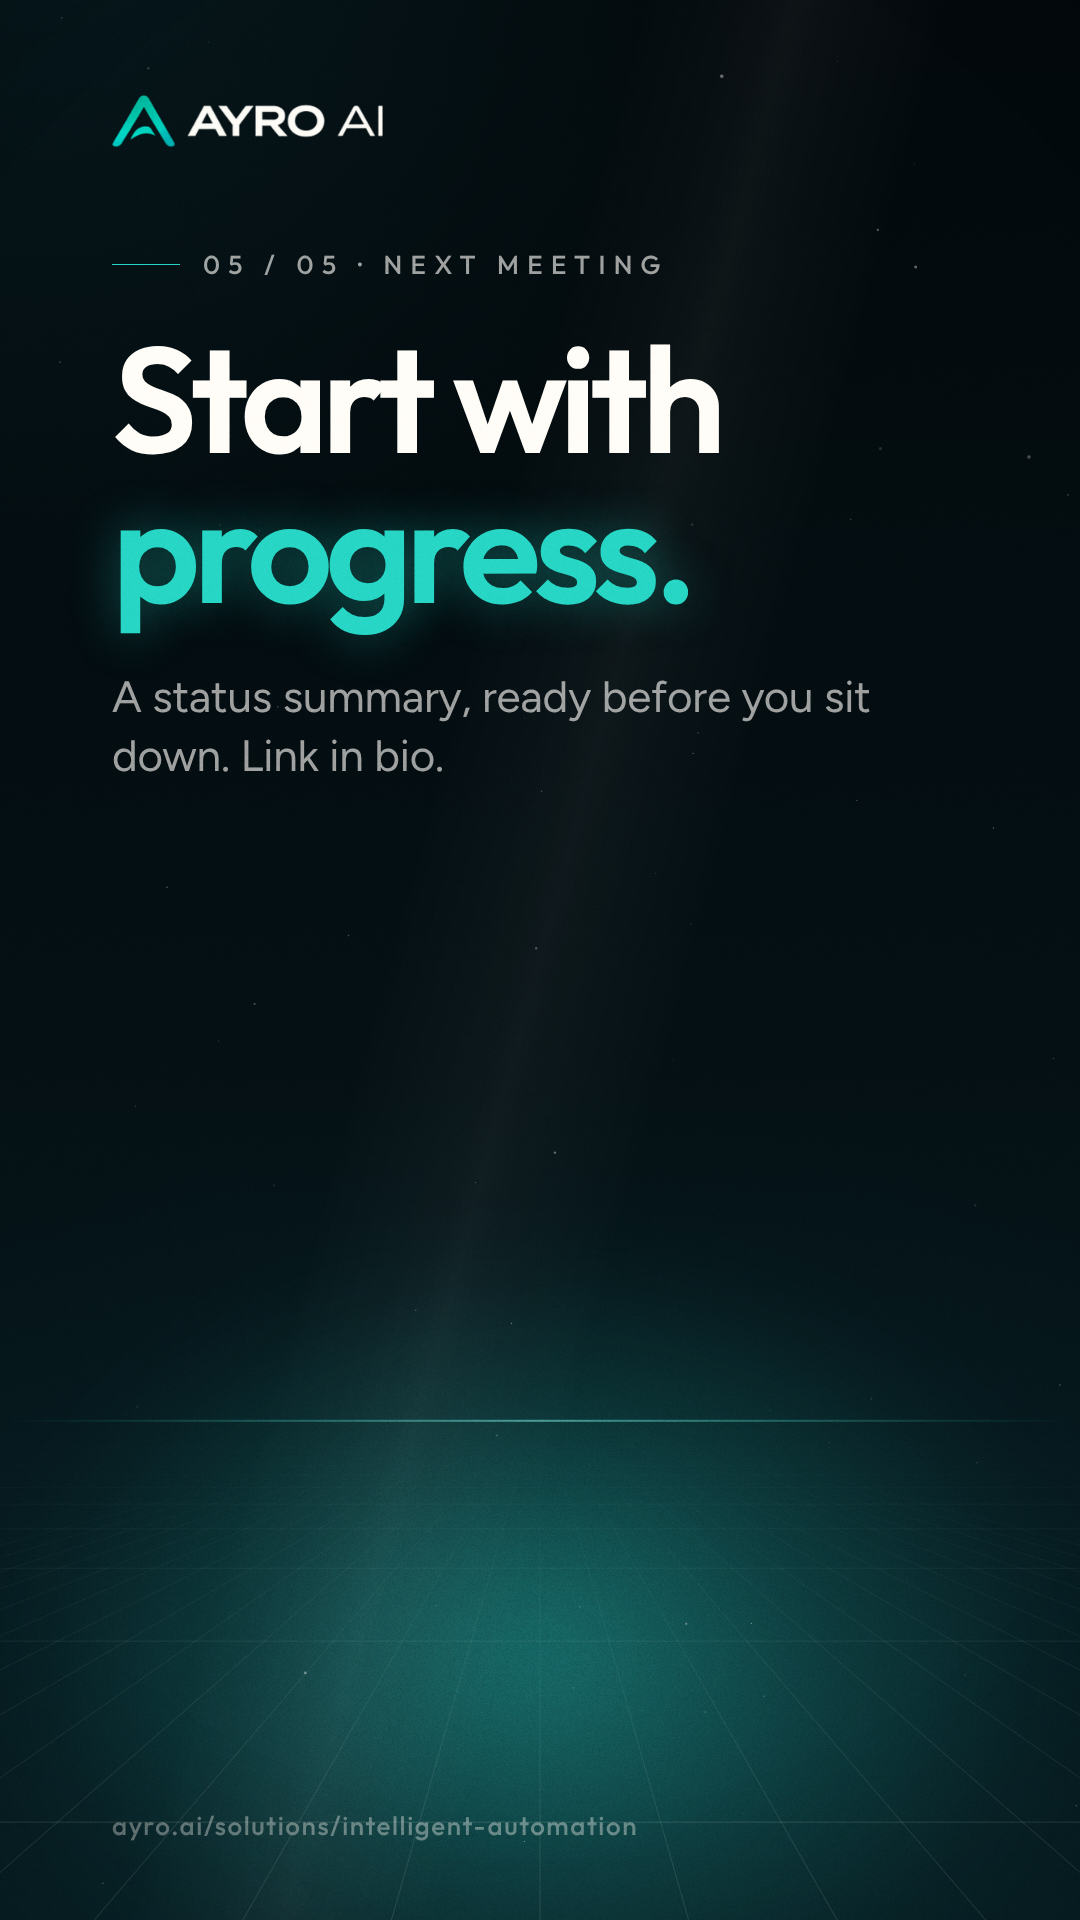 AYRO AI
05 / 05 · NEXT MEETING
Start with
progress.
A status summary, ready before you sit
down. Link in bio.
ayro.ai/solutions/intelligent-automation